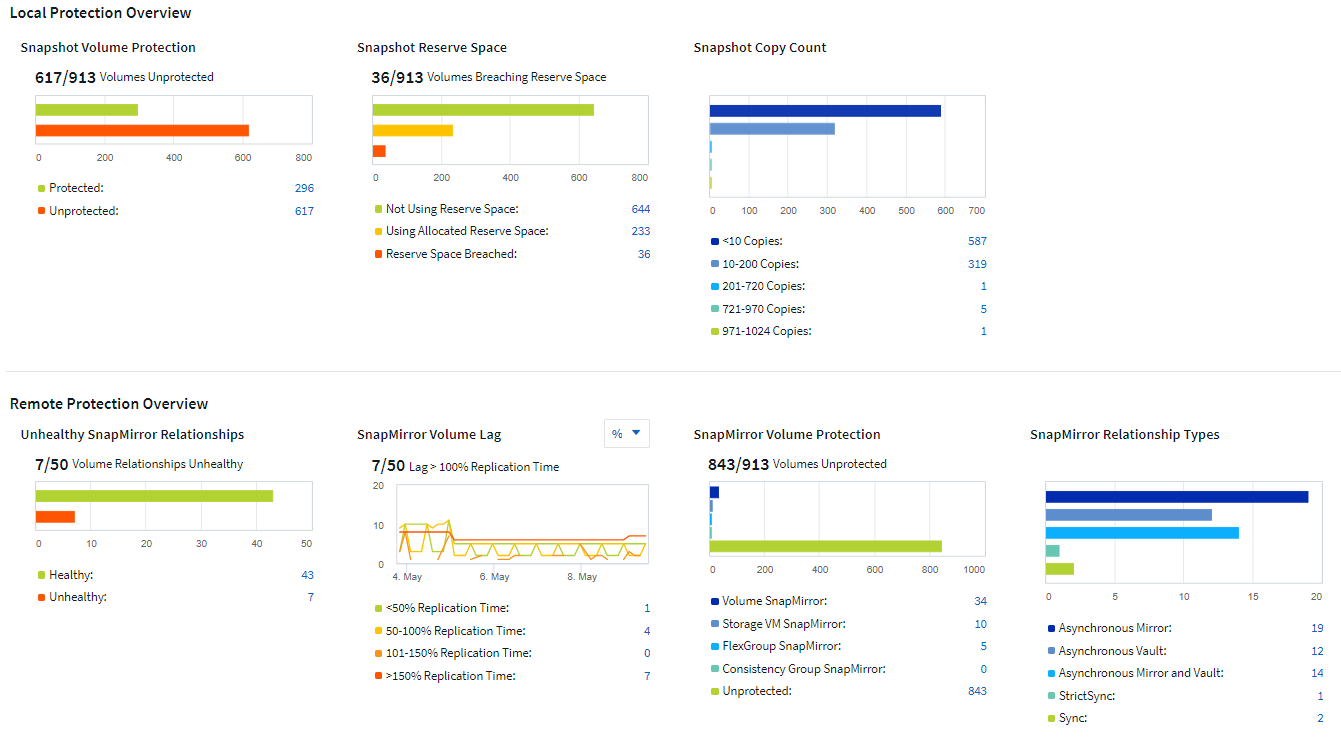 Local Protection Overview
Snapshot Volume Protection
617/913 Volumes Unprotected
0 200 400 600 800
Protected: 296
Unprotected: 617
Snapshot Reserve Space
36/913 Volumes Breaching Reserve Space
0 200 400 600 800
Not Using Reserve Space: 644
Using Allocated Reserve Space: 233
Reserve Space Breached: 36
Snapshot Copy Count
0 100 200 300 400 500 600 700
<10 Copies: 587
10-200 Copies: 319
201-720 Copies: 1
721-970 Copies: 5
971-1024 Copies: 1
Remote Protection Overview
Unhealthy SnapMirror Relationships
7/50 Volume Relationships Unhealthy
0 10 20 30 40 50
Healthy: 43
Unhealthy: 7
SnapMirror Volume Lag
%
7/50 Lag > 100% Replication Time
20
10
0
4. May 6. May 8. May
<50% Replication Time: 1
50-100% Replication Time: 4
101-150% Replication Time: 0
>150% Replication Time: 7
SnapMirror Volume Protection
843/913 Volumes Unprotected
0 200 400 600 800 1000
Volume SnapMirror: 34
Storage VM SnapMirror: 10
FlexGroup SnapMirror: 5
Consistency Group SnapMirror: 0
Unprotected: 843
SnapMirror Relationship Types
0 5 10 15 20
Asynchronous Mirror: 19
Asynchronous Vault: 12
Asynchronous Mirror and Vault: 14
StrictSync: 1
Sync: 2